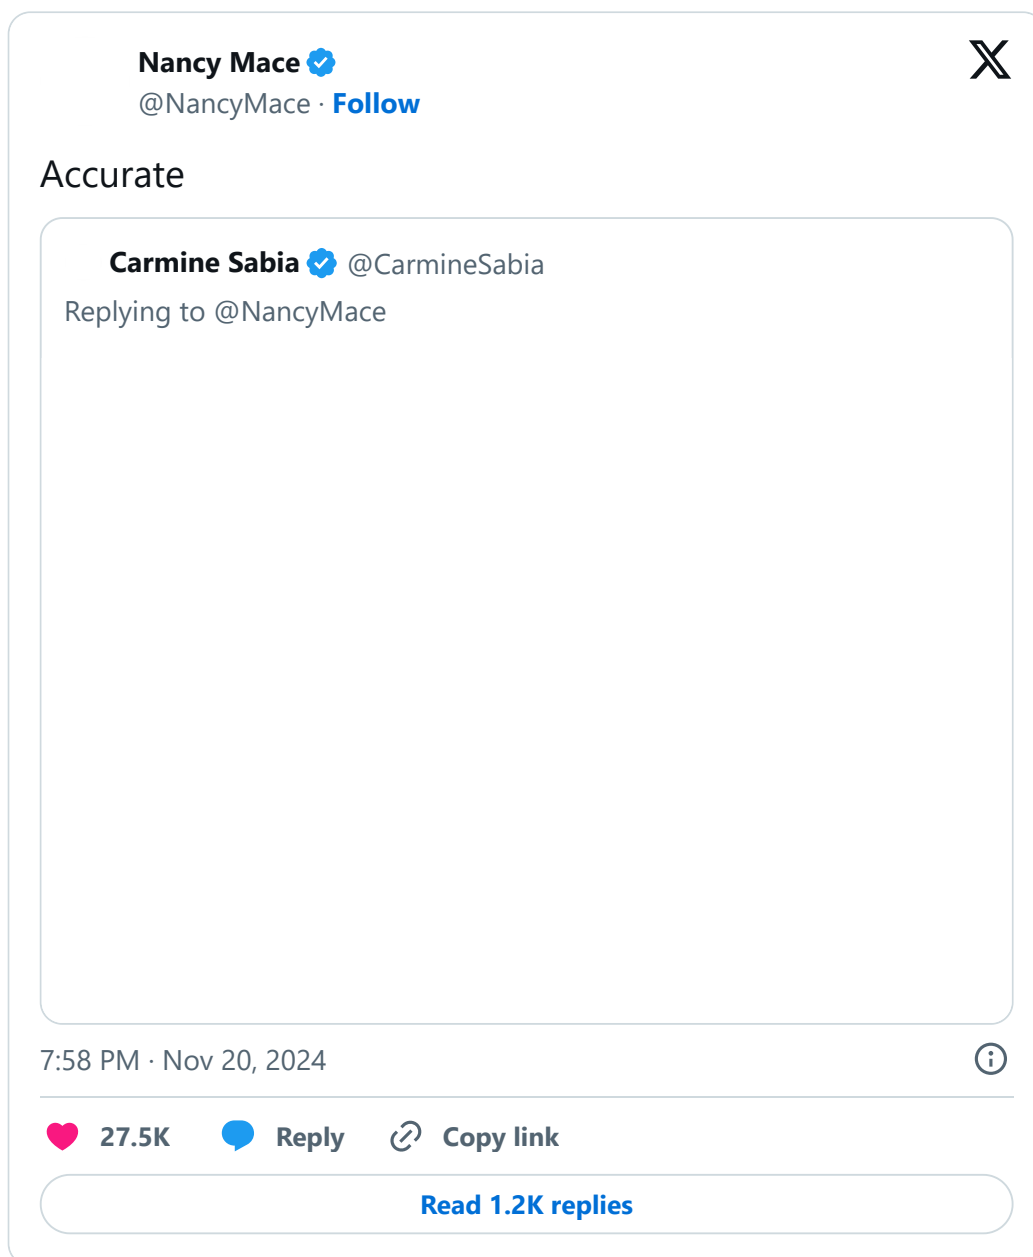 Nancy Mace
@NancyMace · Follow
Accurate
Carmine Sabia @CarmineSabia
Replying to @NancyMace
7:58 PM · Nov 20, 2024
27.5K Reply Copy link
Read 1.2K replies